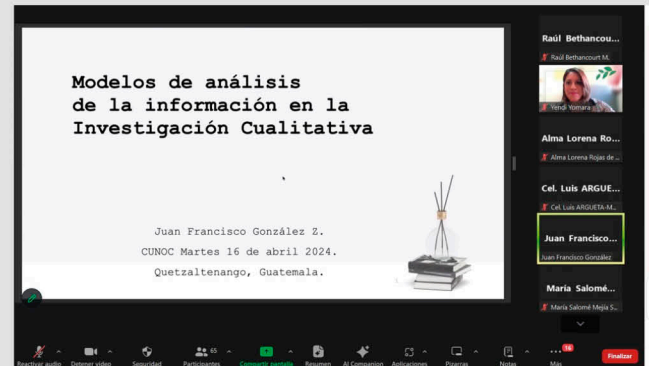 Modelos de análisis
de la información en la
Investigación Cualitativa
Juan Francisco González Z.
CUNOC Martes 16 de abril 2024.
Quetzaltenango, Guatemala.
Raúl Bethancou...
Raúl Bethancourt M.
Yendi Yomara
Alma Lorena Ro...
Alma Lorena Rojas de ...
Cel. Luis ARGUE...
Cel. Luis ARGUETA-M...
Juan Francisco...
Juan Francisco González
María Salomé...
María Salomé Mejía S...
Reactivar audio
Detener video
Seguridad
65
Participantes
Compartir pantalla
Resumen
AI Companion
Aplicaciones
Pizarras
Notas
16
Más
Finalizar